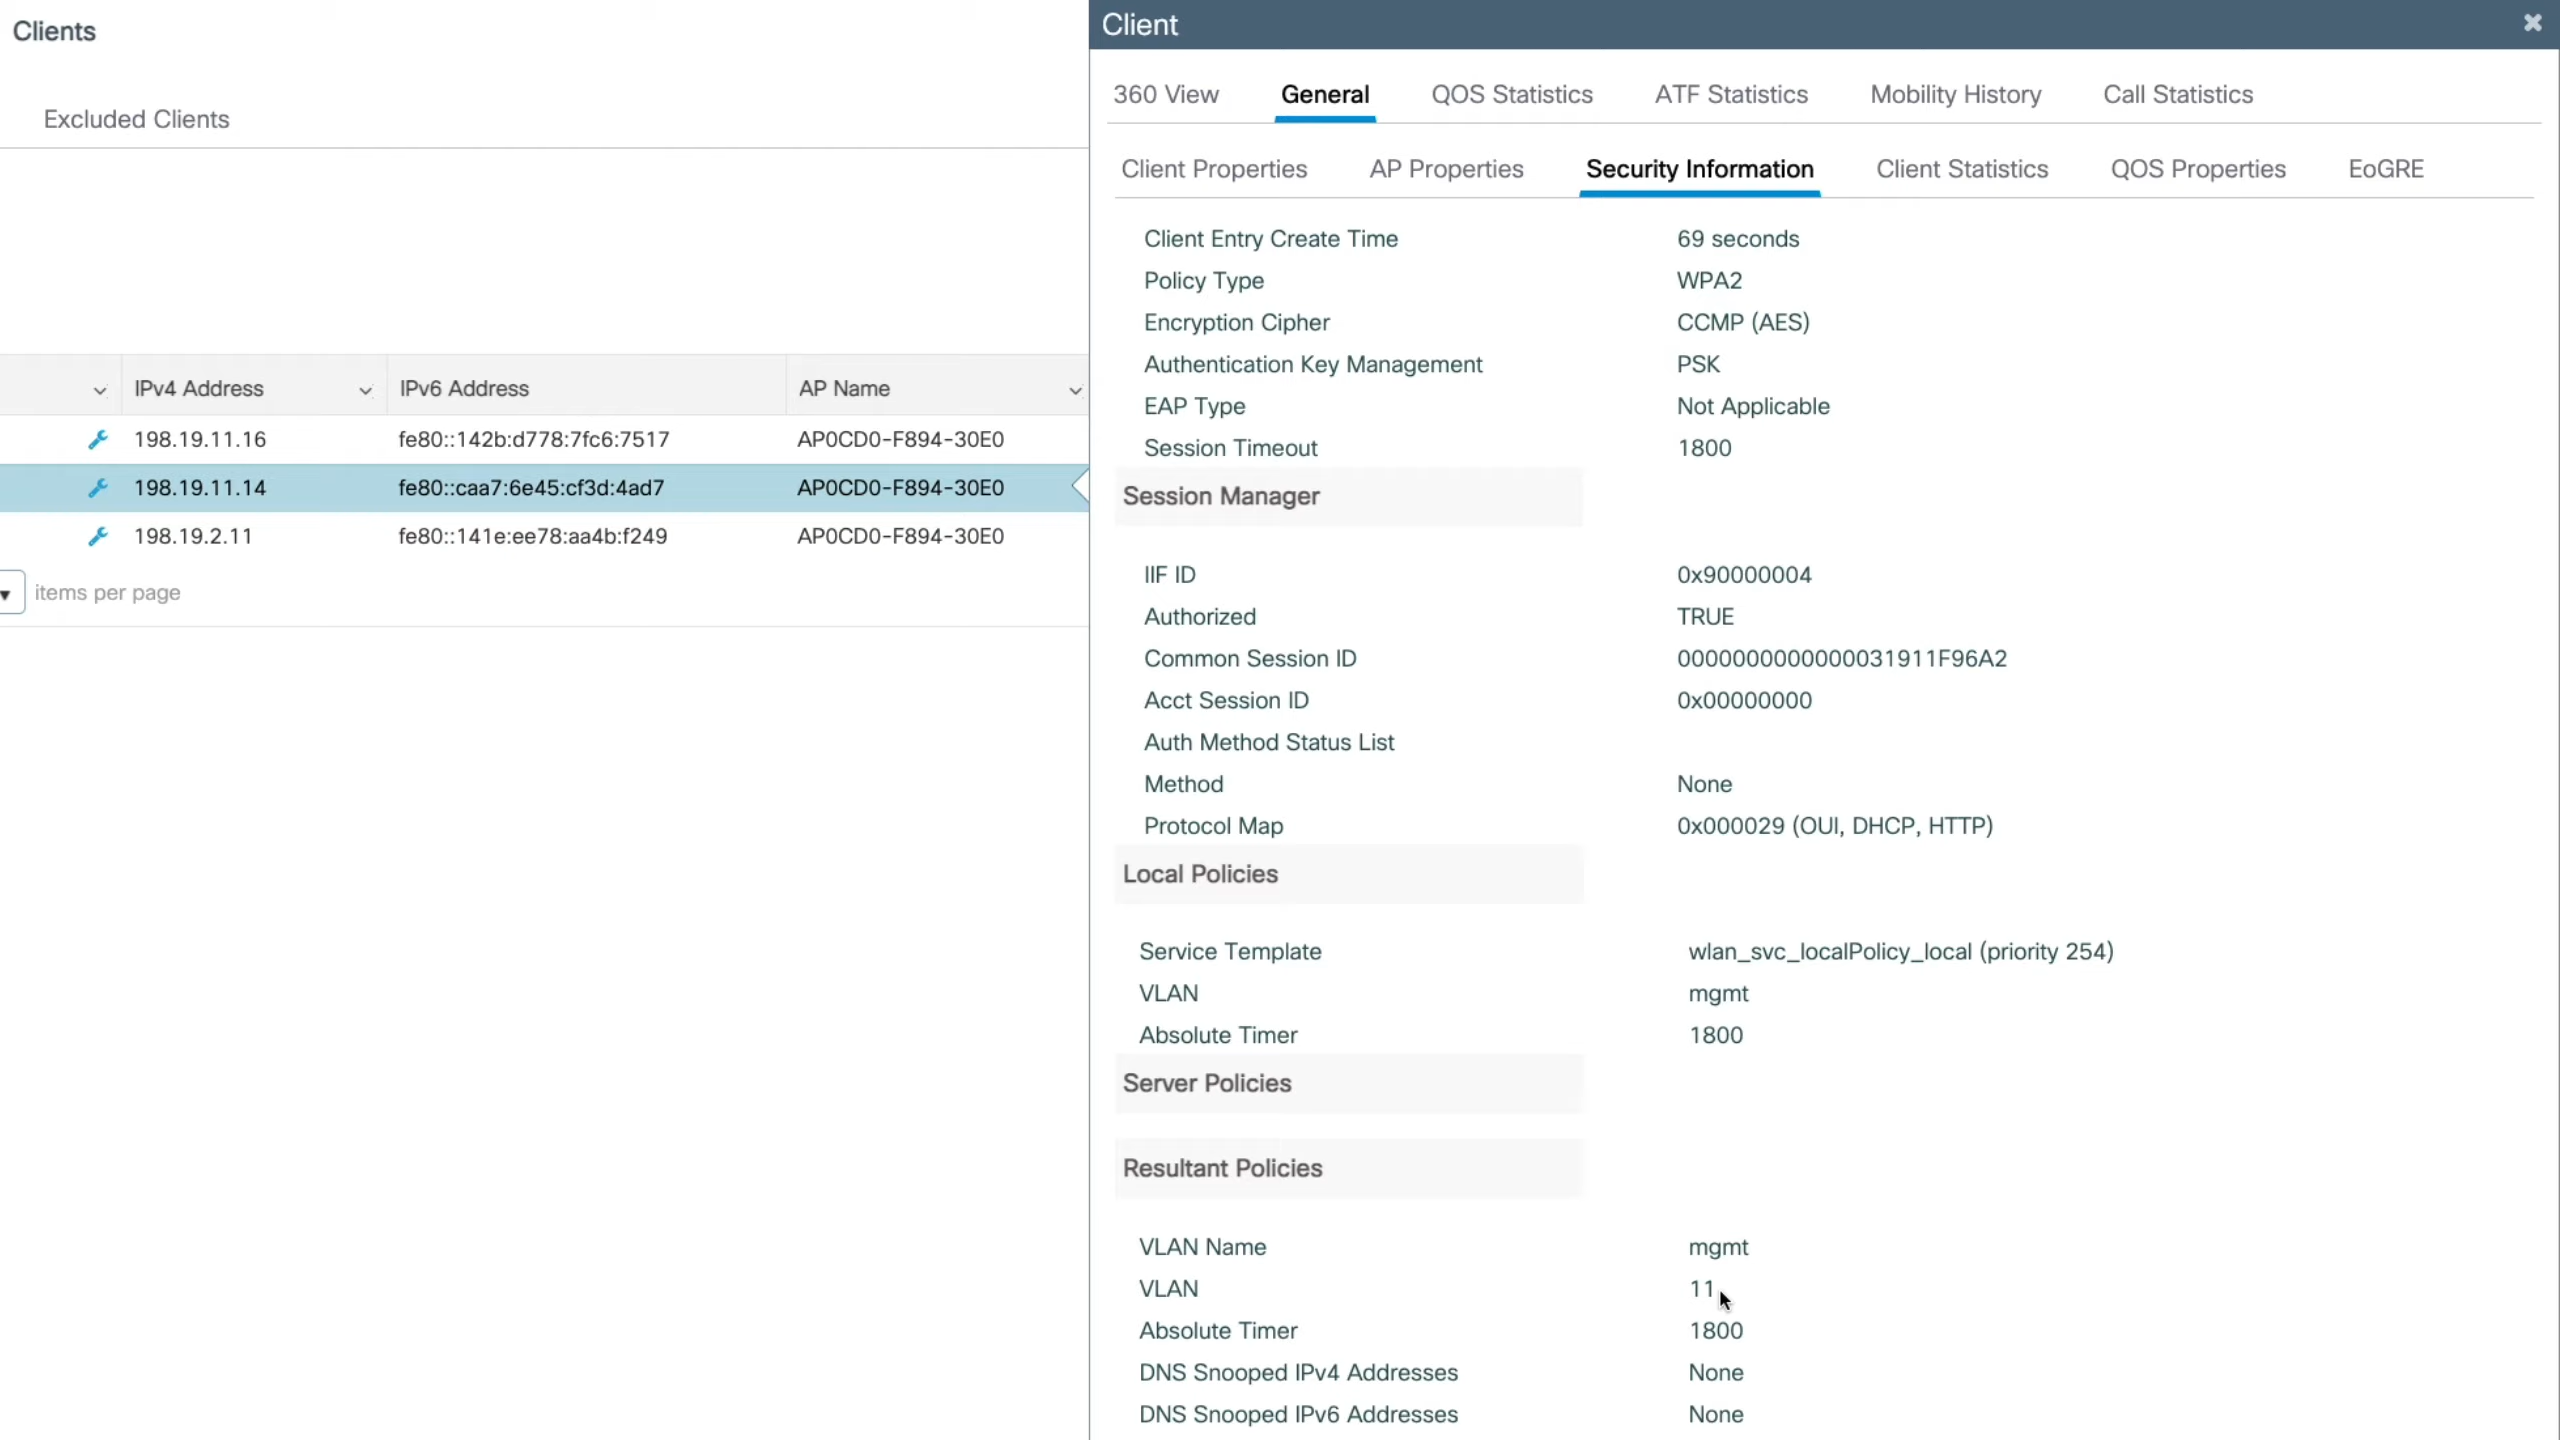 Clients
Excluded Clients
IPv4 Address IPv6 Address AP Name
198.19.11.16 fe80::142b:d778:7fc6:7517 AP0CD0-F894-30E0
198.19.11.14 fe80::caa7:6e45:cf3d:4ad7 AP0CD0-F894-30E0
198.19.2.11 fe80::141e:ee78:aa4b:f249 AP0CD0-F894-30E0
items per page
Client
360 View General QOS Statistics ATF Statistics Mobility History Call Statistics
Client Properties AP Properties Security Information Client Statistics QOS Properties EoGRE
Client Entry Create Time 69 seconds
Policy Type WPA2
Encryption Cipher CCMP (AES)
Authentication Key Management PSK
EAP Type Not Applicable
Session Timeout 1800
Session Manager
IIF ID 0x90000004
Authorized TRUE
Common Session ID 0000000000000031911F96A2
Acct Session ID 0x00000000
Auth Method Status List
Method None
Protocol Map 0x000029 (OUI, DHCP, HTTP)
Local Policies
Service Template wlan_svc_localPolicy_local (priority 254)
VLAN mgmt
Absolute Timer 1800
Server Policies
Resultant Policies
VLAN Name mgmt
VLAN 11
Absolute Timer 1800
DNS Snooped IPv4 Addresses None
DNS Snooped IPv6 Addresses None